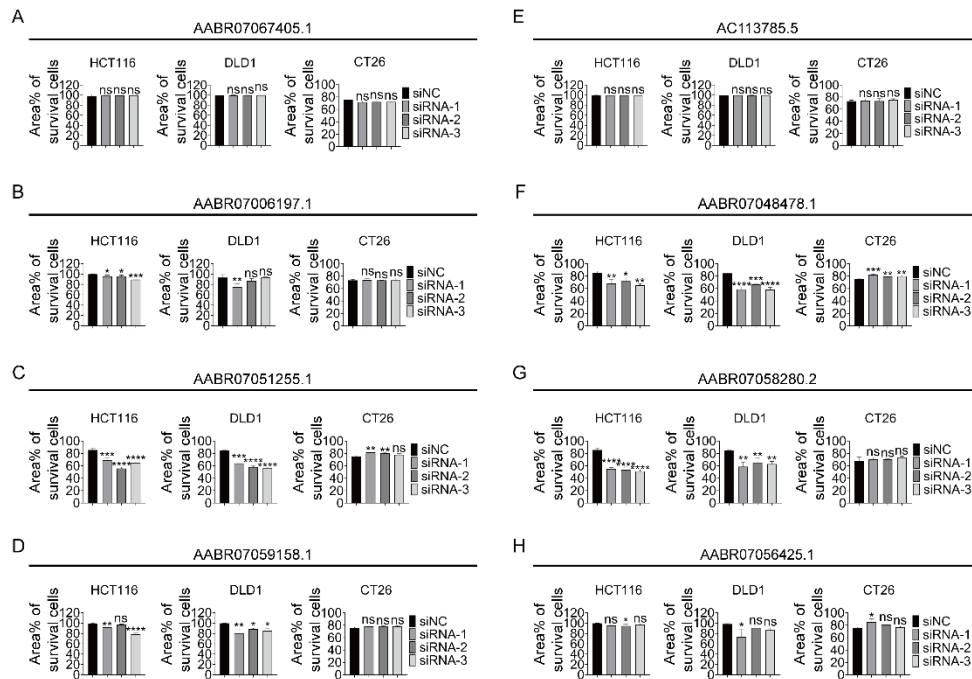 A
AABR07067405.1
HCT116
DLD1
CT26
Area% of
survival cells
120
100
80
60
40
20
0
ns ns ns
Area% of
survival cells
120
100
80
60
40
20
0
ns ns ns
Area% of
survival cells
100
80
60
40
20
0
ns ns ns
siNC
siRNA-1
siRNA-2
siRNA-3
E
AC113785.5
HCT116
DLD1
CT26
Area% of
survival cells
120
100
80
60
40
20
0
ns ns ns
Area% of
survival cells
120
100
80
60
40
20
0
ns ns ns
Area% of
survival cells
100
80
60
40
20
0
ns ns ns
siNC
siRNA-1
siRNA-2
siRNA-3
B
AABR07006197.1
HCT116
DLD1
CT26
Area% of
survival cells
120
100
80
60
40
20
0
* * ***
Area% of
survival cells
120
100
80
60
40
20
0
** ns ns
Area% of
survival cells
100
80
60
40
20
0
ns ns ns
siNC
siRNA-1
siRNA-2
siRNA-3
F
AABR07048478.1
HCT116
DLD1
CT26
Area% of
survival cells
100
80
60
40
20
0
** * **
Area% of
survival cells
100
80
60
40
20
0
**** *** ****
Area% of
survival cells
100
80
60
40
20
0
*** ** **
siNC
siRNA-1
siRNA-2
siRNA-3
C
AABR07051255.1
HCT116
DLD1
CT26
Area% of
survival cells
100
80
60
40
20
0
*** **** ****
Area% of
survival cells
100
80
60
40
20
0
*** **** ****
Area% of
survival cells
100
80
60
40
20
0
** ** ns
siNC
siRNA-1
siRNA-2
siRNA-3
G
AABR07058280.2
HCT116
DLD1
CT26
Area% of
survival cells
100
80
60
40
20
0
**** **** ****
Area% of
survival cells
100
80
60
40
20
0
** ** **
Area% of
survival cells
100
80
60
40
20
0
ns ns ns
siNC
siRNA-1
siRNA-2
siRNA-3
D
AABR07059158.1
HCT116
DLD1
CT26
Area% of
survival cells
120
100
80
60
40
20
0
** ns ****
Area% of
survival cells
120
100
80
60
40
20
0
** * *
Area% of
survival cells
100
80
60
40
20
0
ns ns ns
siNC
siRNA-1
siRNA-2
siRNA-3
H
AABR07056425.1
HCT116
DLD1
CT26
Area% of
survival cells
120
100
80
60
40
20
0
ns * ns
Area% of
survival cells
120
100
80
60
40
20
0
* ns ns
Area% of
survival cells
100
80
60
40
20
0
* ns ns
siNC
siRNA-1
siRNA-2
siRNA-3